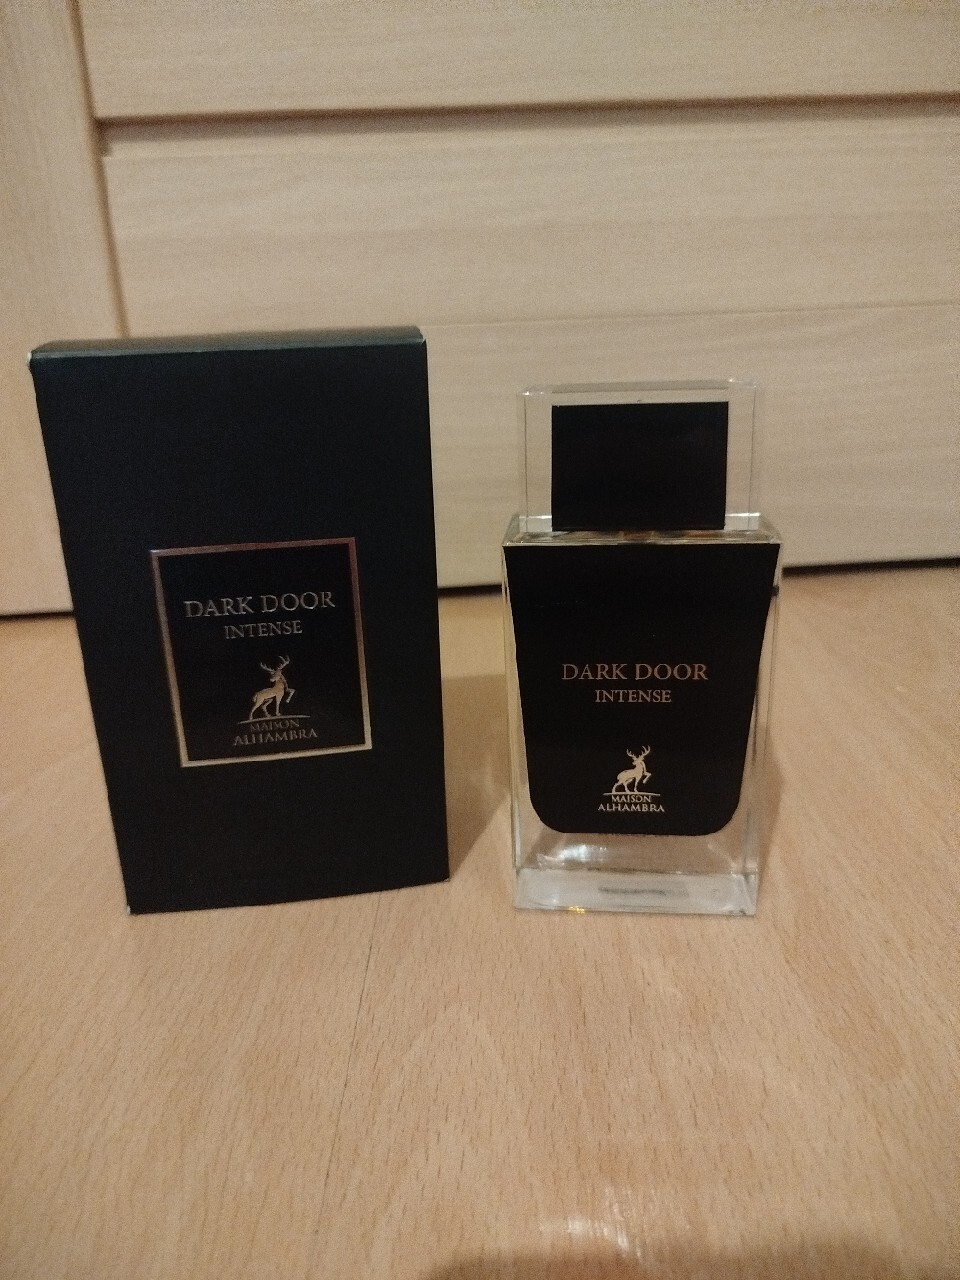 DARK DOOR
INTENSE
MAISON
ALHAMBRA
DARK DOOR
INTENSE
MAISON
ALHAMBRA